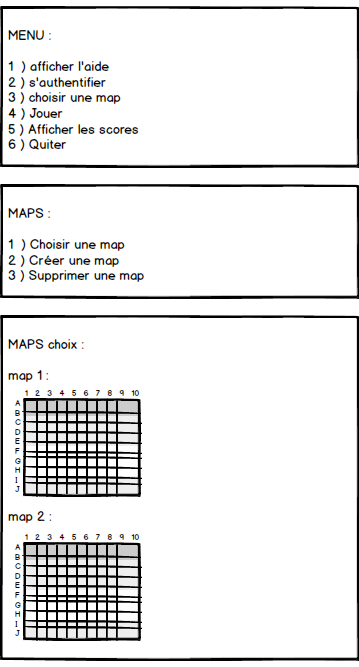 MENU :
1 ) afficher l'aide
2 ) s'authentifier
3 ) choisir une map
4 ) Jouer
5 ) Afficher les scores
6 ) Quiter
MAPS :
1 ) Choisir une map
2 ) Créer une map
3 ) Supprimer une map
MAPS choix :
map 1 :
1 2 3 4 5 6 7 8 9 10
A
B
C
D
E
F
G
H
I
J
map 2 :
1 2 3 4 5 6 7 8 9 10
A
B
C
D
E
F
G
H
I
J